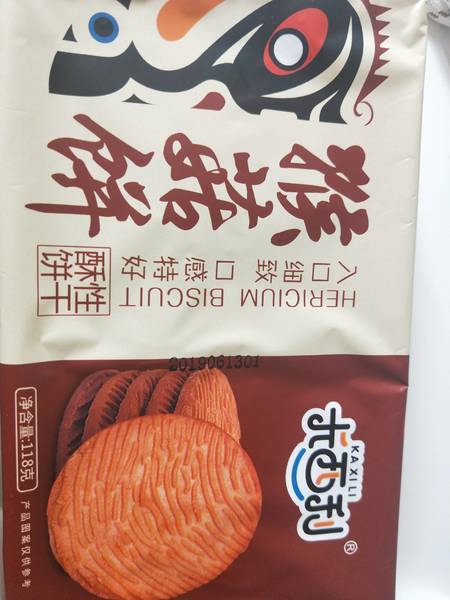 猴菇饼
入口细致 口感特好
HERICIUM BISCUIT
酥性
饼干
2019061301
卡西利
KAXILI
®
净含量:118克
产品图案仅供参考